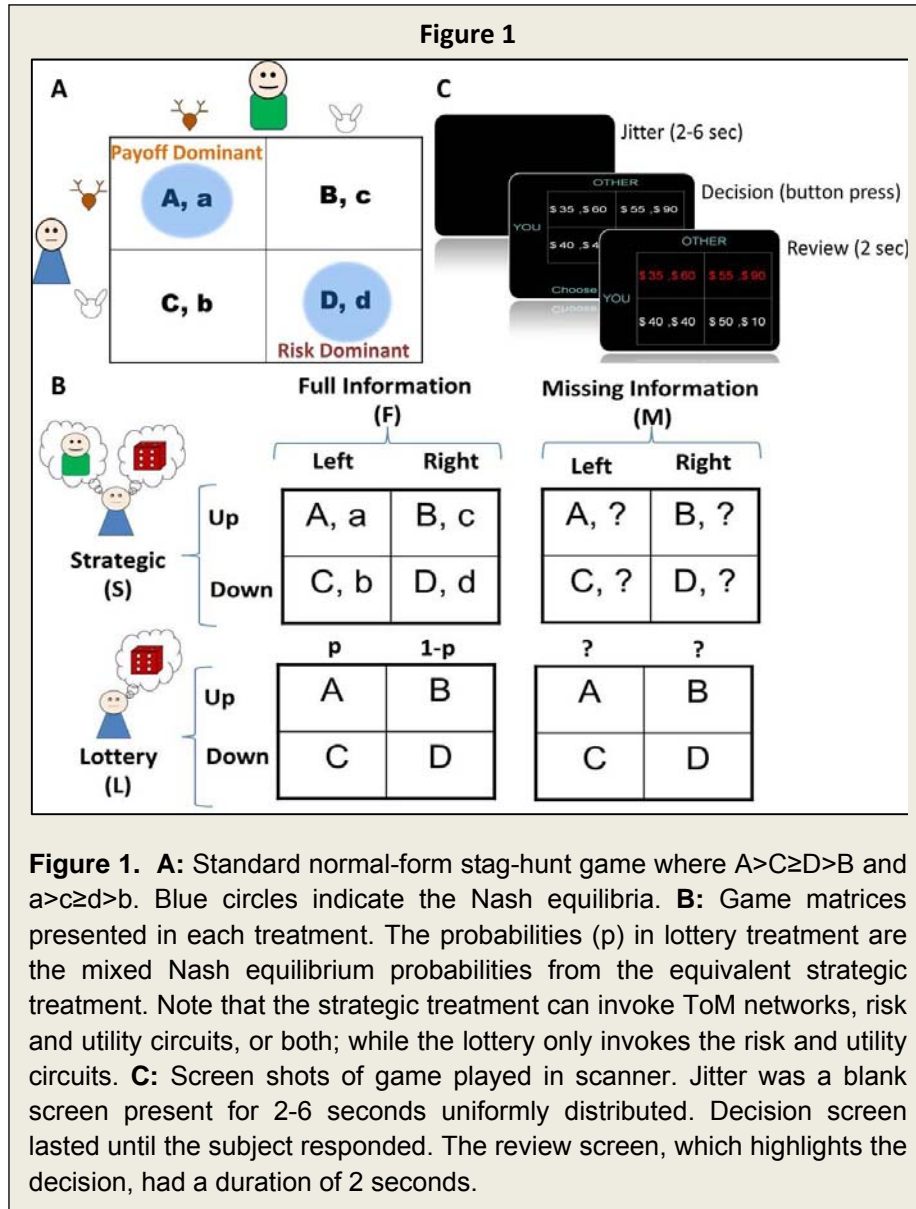 Figure 1
A
C
Payoff Dominant
A, a
B, c
C, b
D, d
Risk Dominant
Jitter (2-6 sec)
Decision (button press)
Review (2 sec)
OTHER
$ 35 ,$ 60 $ 55 ,$ 90
YOU
$ 40 ,$ 4
Choose
OTHER
$ 35 ,$ 60 $ 55 ,$ 90
YOU
$ 40 ,$ 40 $ 50 ,$ 10
B
Full Information
(F)
Missing Information
(M)
Left Right
Left Right
Strategic
(S)
Up
Down
A, a B, c
C, b D, d
A, ? B, ?
C, ? D, ?
Lottery
(L)
Up
Down
p 1-p
A B
C D
? ?
A B
C D
Figure 1. A: Standard normal-form stag-hunt game where A>C≥D>B and
a>c≥d>b. Blue circles indicate the Nash equilibria. B: Game matrices
presented in each treatment. The probabilities (p) in lottery treatment are
the mixed Nash equilibrium probabilities from the equivalent strategic
treatment. Note that the strategic treatment can invoke ToM networks, risk
and utility circuits, or both; while the lottery only invokes the risk and utility
circuits. C: Screen shots of game played in scanner. Jitter was a blank
screen present for 2-6 seconds uniformly distributed. Decision screen
lasted until the subject responded. The review screen, which highlights the
decision, had a duration of 2 seconds.